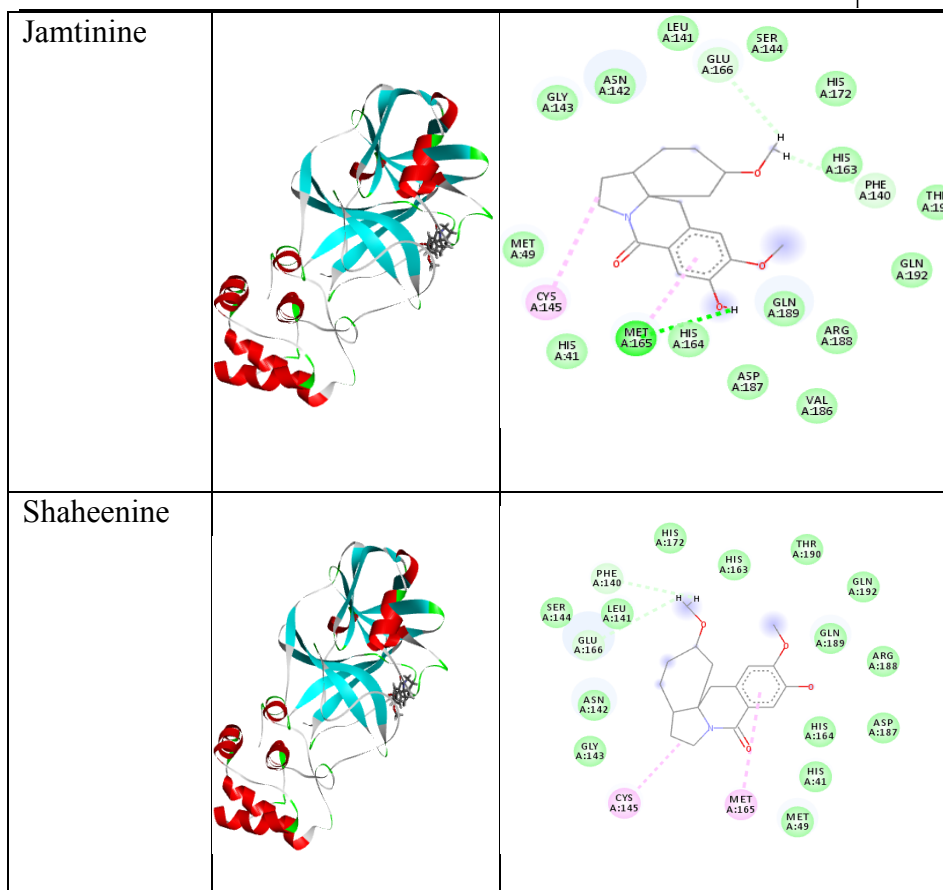 Jamtinine
LEU
A:141
SER
A:144
GLU
A:166
ASN
A:142
GLY
A:143
HIS
A:172
H
H
HIS
A:163
PHE
A:140
O
N
O
O
O
H
MET
A:49
CYS
A:145
GLN
A:192
GLN
A:189
HIS
A:41
MET
A:165
HIS
A:164
ARG
A:188
ASP
A:187
VAL
A:186
Shaheenine
HIS
A:172
HIS
A:163
THR
A:190
PHE
A:140
GLN
A:192
H
H
SER
A:144
LEU
A:141
O
GLU
A:166
O
GLN
A:189
ARG
A:188
O
ASN
A:142
N
O
HIS
A:164
ASP
A:187
GLY
A:143
HIS
A:41
CYS
A:145
MET
A:165
MET
A:49